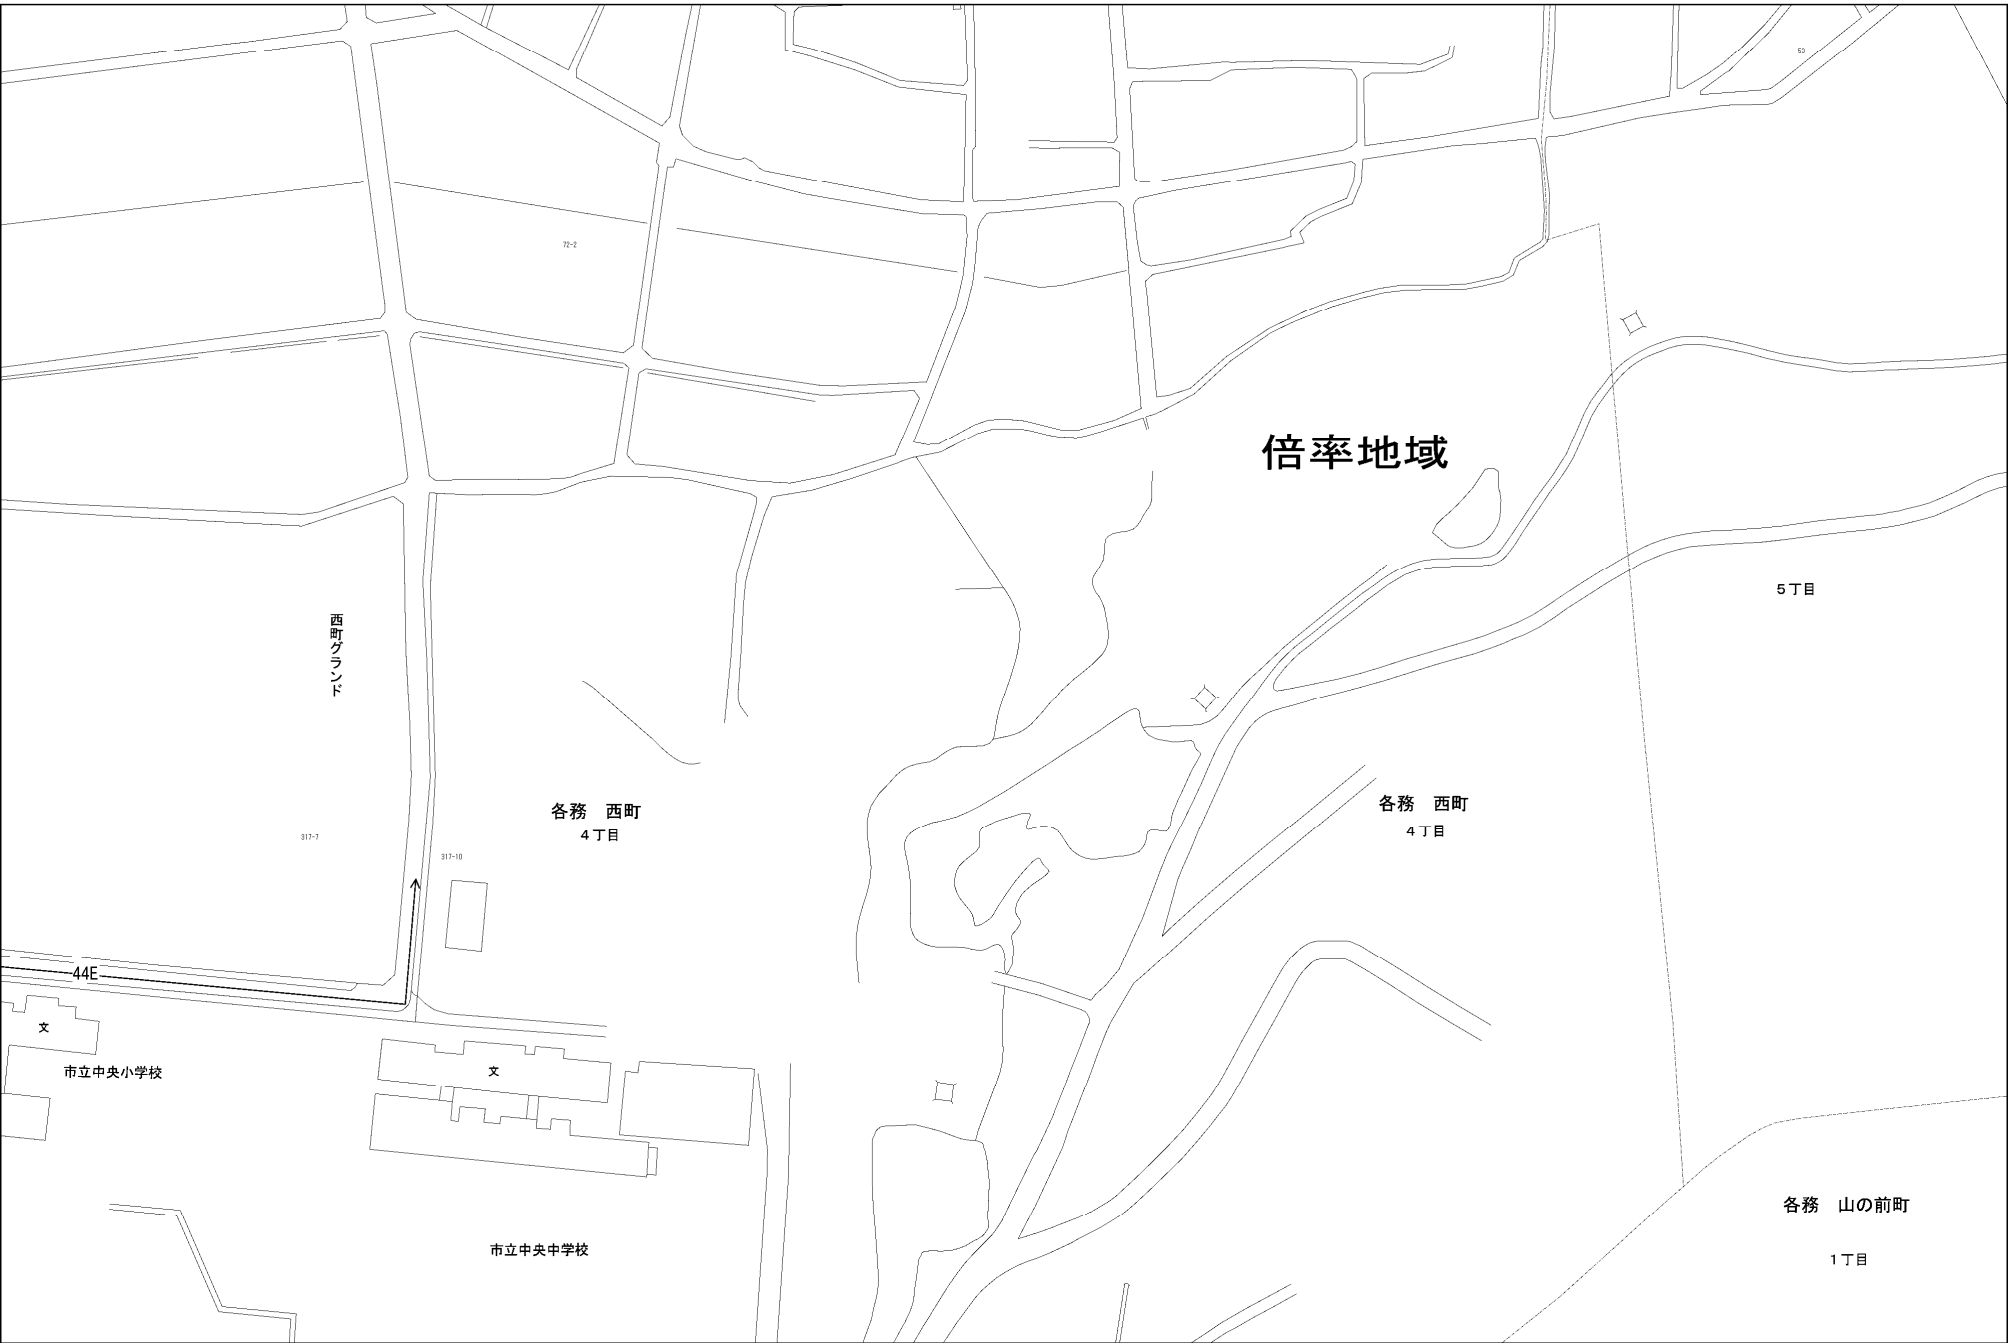 50
72-2
倍率地域
5丁目
西町グランド
各務　西町
4丁目
各務　西町
4丁目
317-7
317-10
44E
文
市立中央小学校
文
市立中央中学校
各務　山の前町
1丁目